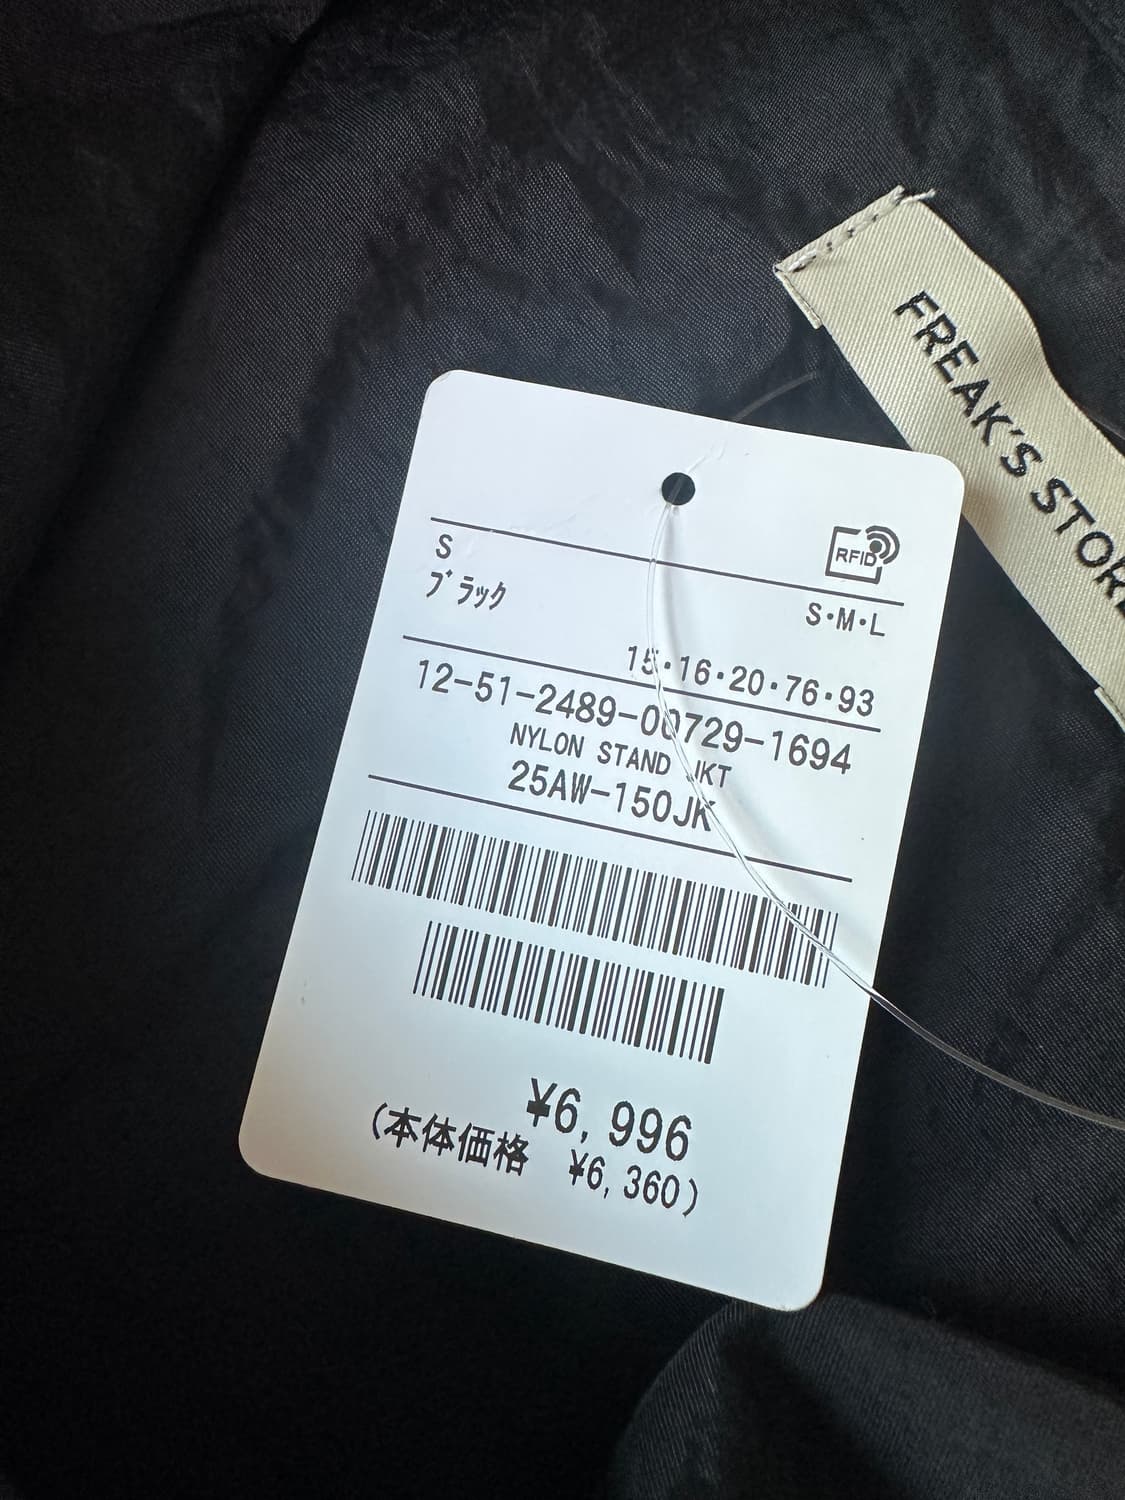 FREAK'S STORE
RFID
S
ブラック
S・M・L
15・16・20・76・93
12-51-2489-00729-1694
NYLON STAND JKT
25AW-150JK
¥6,996
(本体価格 ¥6,360)